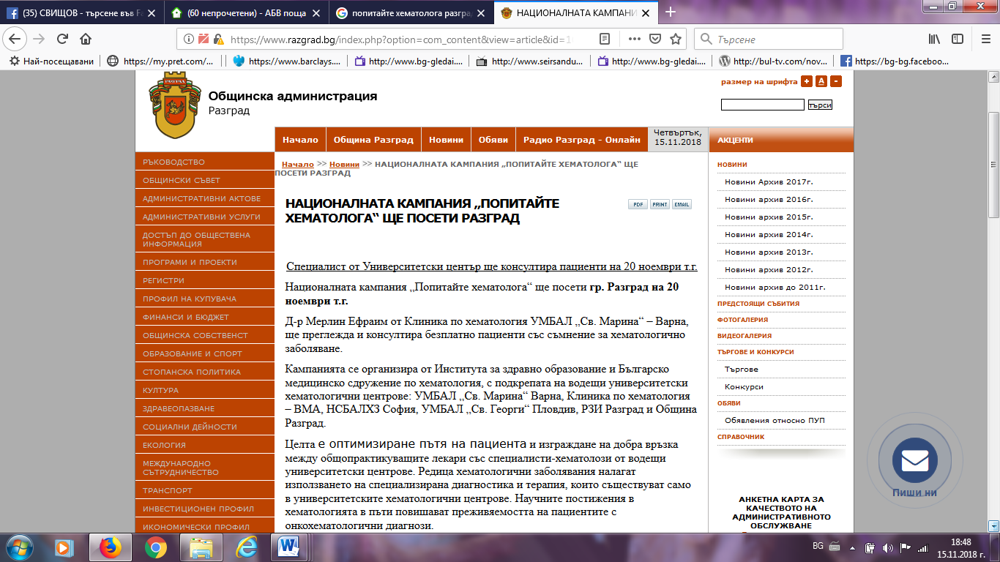 (35) СВИЩОВ - търсене във Fa
(60 непрочетени) - АБВ поща
попитайте хематолога разград
НАЦИОНАЛНАТА КАМПАНИ
https://www.razgrad.bg/index.php?option=com_content&view=article&id=1
Търсене
Най-посещавани
https://my.pret.com/...
https://www.barclays....
http://www.bg-gledai....
http://www.seirsandu...
http://www.bg-gledai....
http://bul-tv.com/nov...
https://bg-bg.faceboo...
РАЗГРАД
Общинска администрация
Разград
размер на шрифта + A -
търси
Начало
Община Разград
Новини
Обяви
Радио Разград - Онлайн
Четвъртък,
15.11.2018
АКЦЕНТИ
РЪКОВОДСТВО
ОБЩИНСКИ СЪВЕТ
АДМИНИСТРАТИВНИ АКТОВЕ
АДМИНИСТРАТИВНИ УСЛУГИ
ДОСТЪП ДО ОБЩЕСТВЕНА
ИНФОРМАЦИЯ
ПРОГРАМИ И ПРОЕКТИ
РЕГИСТРИ
ПРОФИЛ НА КУПУВАЧА
ФИНАНСИ И БЮДЖЕТ
ОБЩИНСКА СОБСТВЕНСТ
ОБРАЗОВАНИЕ И СПОРТ
СТОПАНСКА ПОЛИТИКА
КУЛТУРА
ЗДРАВЕОПАЗВАНЕ
СОЦИАЛНИ ДЕЙНОСТИ
ЕКОЛОГИЯ
МЕЖДУНАРОДНО
СЪТРУДНИЧЕСТВО
ТРАНСПОРТ
ИНВЕСТИЦИОНЕН ПРОФИЛ
ИКОНОМИЧЕСКИ ПРОФИЛ
Начало >> Новини >> НАЦИОНАЛНАТА КАМПАНИЯ „ПОПИТАЙТЕ ХЕМАТОЛОГА“ ЩЕ
ПОСЕТИ РАЗГРАД
НАЦИОНАЛНАТА КАМПАНИЯ „ПОПИТАЙТЕ
ХЕМАТОЛОГА“ ЩЕ ПОСЕТИ РАЗГРАД
PDF PRINT EMAIL
Специалист от Университетски център ще консултира пациенти на 20 ноември т.г.
Националната кампания „Попитайте хематолога“ ще посети гр. Разград на 20
ноември т.г.
Д-р Мерлин Ефраим от Клиника по хематология УМБАЛ „Св. Марина“ – Варна,
ще преглежда и консултира безплатно пациенти със съмнение за хематологично
заболяване.
Кампанията се организира от Института за здравно образование и Българско
медицинско сдружение по хематология, с подкрепата на водещи университетски
хематологични центрове: УМБАЛ „Св. Марина“ Варна, Клиника по хематология
– ВМА, НСБАЛХЗ София, УМБАЛ „Св. Георги“ Пловдив, РЗИ Разград и Община
Разград.
Целта е оптимизиране пътя на пациента и изграждане на добра връзка
между общопрактикуващите лекари със специалисти-хематолози от водещи
университетски центрове. Редица хематологични заболявания налагат
използването на специализирана диагностика и терапия, които съществуват само
в университетските хематологични центрове. Научните постижения в
хематологията в пъти повишават преживяемостта на пациентите с
онкохематологични диагнози.
НОВИНИ
Новини Архив 2017г.
Новини архив 2016г.
Новини архив 2015г.
Новини архив 2014г.
Новини архив 2013г.
Новини архив 2012г.
Новини архив до 2011г.
ПРЕДСТОЯЩИ СЪБИТИЯ
ФОТОГАЛЕРИЯ
ВИДЕОГАЛЕРИЯ
ТЪРГОВЕ И КОНКУРСИ
Търгове
Конкурси
ОБЯВИ
Обявления относно ПУП
СПРАВОЧНИК
Пиши ни
АНКЕТНА КАРТА ЗА
КАЧЕСТВОТО НА
АДМИНИСТРАТИВНОТО
ОБСЛУЖВАНЕ
BG
18:48
15.11.2018 г.